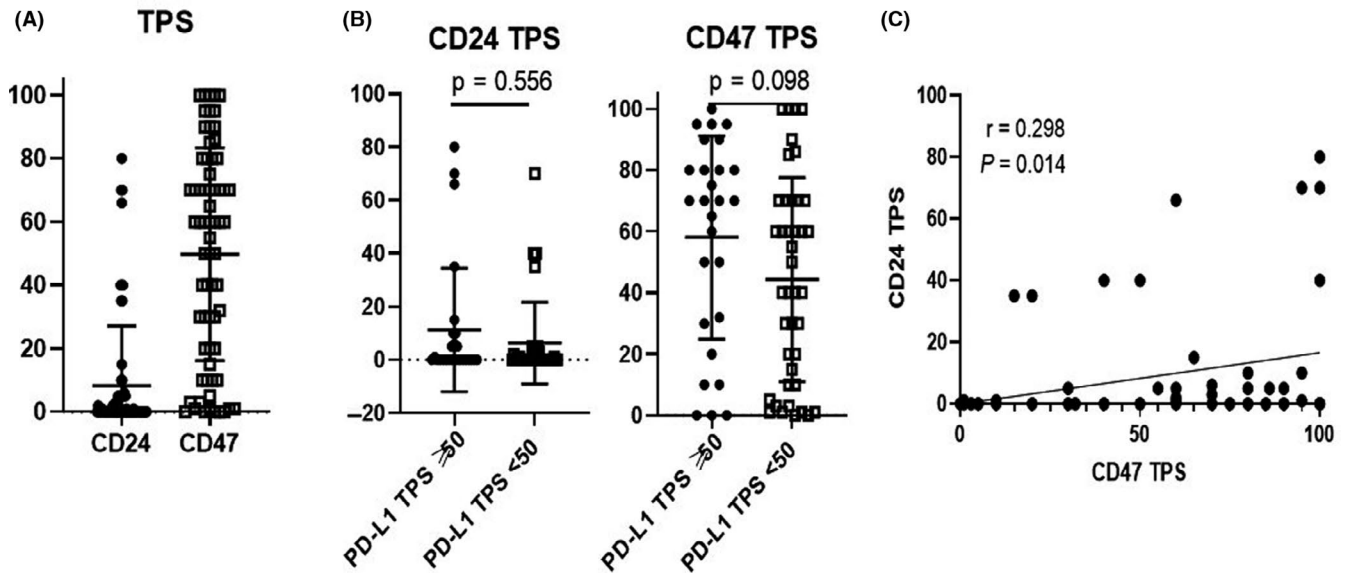 (A)
TPS
100
80
60
40
20
0
CD24
CD47
(B)
CD24 TPS
p = 0.556
100
80
60
40
20
0
–20
PD-L1 TPS ⩾50
PD-L1 TPS <50
CD47 TPS
p = 0.098
100
80
60
40
20
0
PD-L1 TPS ⩾50
PD-L1 TPS <50
(C)
CD24 TPS
100
80
60
40
20
0
r = 0.298
P = 0.014
0
50
100
CD47 TPS